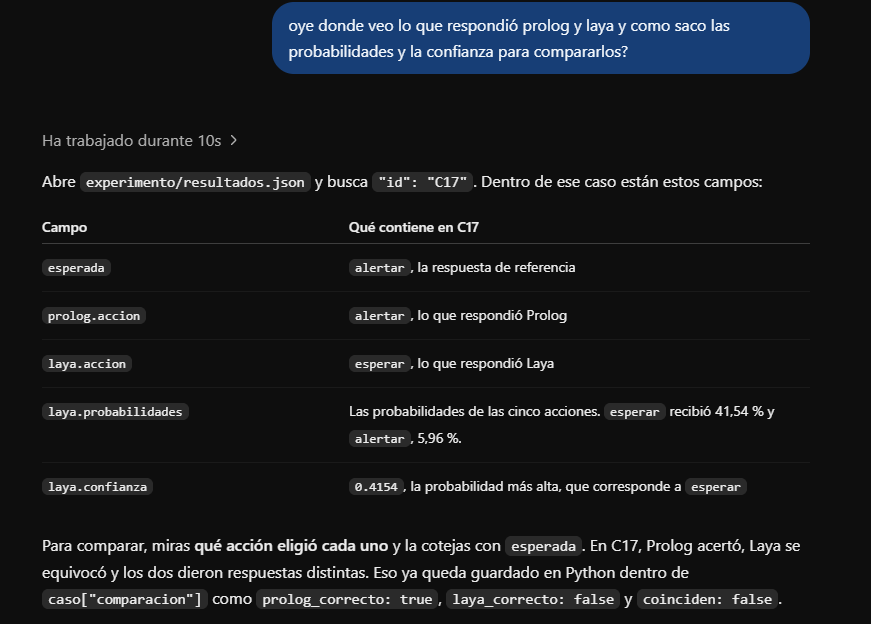 oye donde veo lo que respondió prolog y laya y como saco las
probabilidades y la confianza para compararlos?
Ha trabajado durante 10s >
Abre experimento/resultados.json y busca "id": "C17". Dentro de ese caso están estos campos:
Campo Qué contiene en C17
esperada alertar, la respuesta de referencia
prolog.accion alertar, lo que respondió Prolog
laya.accion esperar, lo que respondió Laya
laya.probabilidades Las probabilidades de las cinco acciones. esperar recibió 41,54 % y
alertar, 5,96 %.
laya.confianza 0.4154, la probabilidad más alta, que corresponde a esperar
Para comparar, miras qué acción eligió cada uno y la cotejas con esperada. En C17, Prolog acertó, Laya se
equivocó y los dos dieron respuestas distintas. Eso ya queda guardado en Python dentro de
caso["comparacion"] como prolog_correcto: true, laya_correcto: false y coinciden: false.